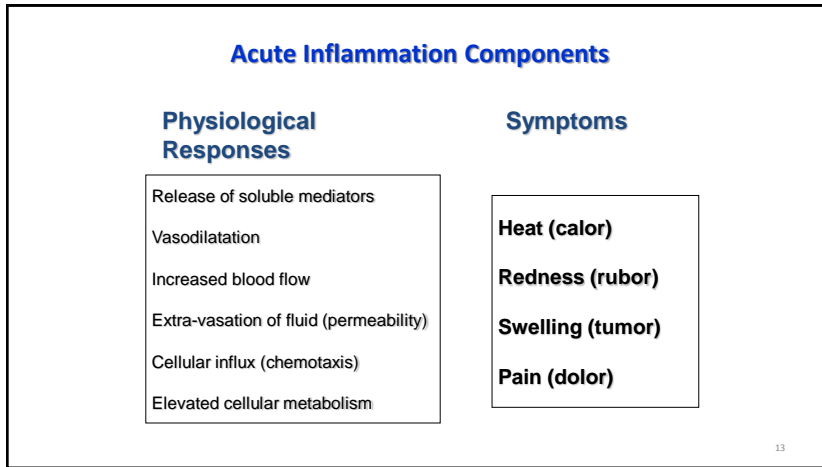 Acute Inflammation Components
Physiological
Responses
Release of soluble mediators
Vasodilatation
Increased blood flow
Extra-vasation of fluid (permeability)
Cellular influx (chemotaxis)
Elevated cellular metabolism
Symptoms
Heat (calor)
Redness (rubor)
Swelling (tumor)
Pain (dolor)
13